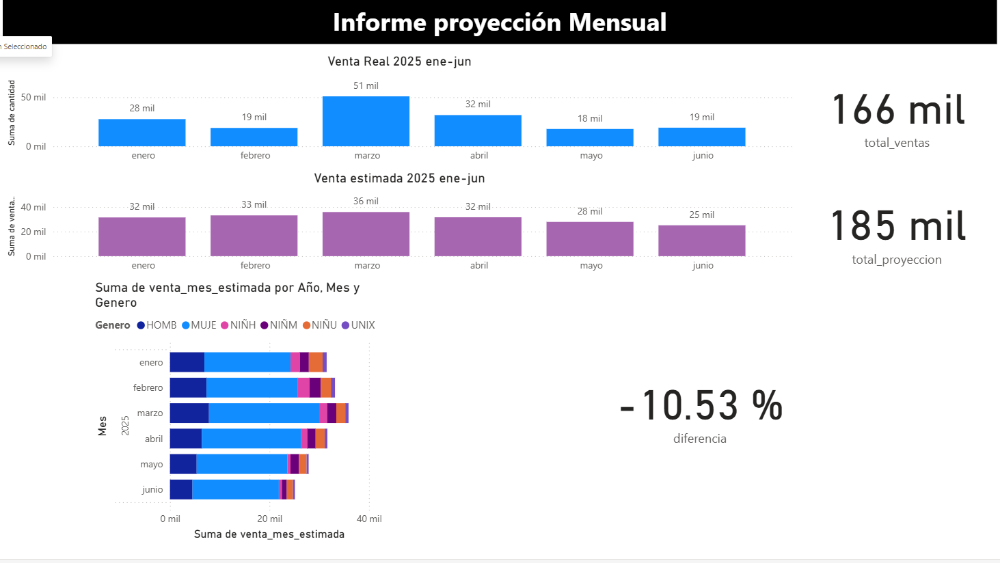 Informe proyección Mensual
n Seleccionado
Venta Real 2025 ene-jun
Suma de cantidad
50 mil
0 mil
28 mil
19 mil
51 mil
32 mil
18 mil
19 mil
enero
febrero
marzo
abril
mayo
junio
166 mil
total_ventas
Venta estimada 2025 ene-jun
Suma de venta...
40 mil
20 mil
0 mil
32 mil
33 mil
36 mil
32 mil
28 mil
25 mil
enero
febrero
marzo
abril
mayo
junio
185 mil
total_proyeccion
Suma de venta_mes_estimada por Año, Mes y
Genero
Genero HOMB MUJE NIÑH NIÑM NIÑU UNIX
Mes
2025
enero
febrero
marzo
abril
mayo
junio
0 mil
20 mil
40 mil
Suma de venta_mes_estimada
-10.53 %
diferencia